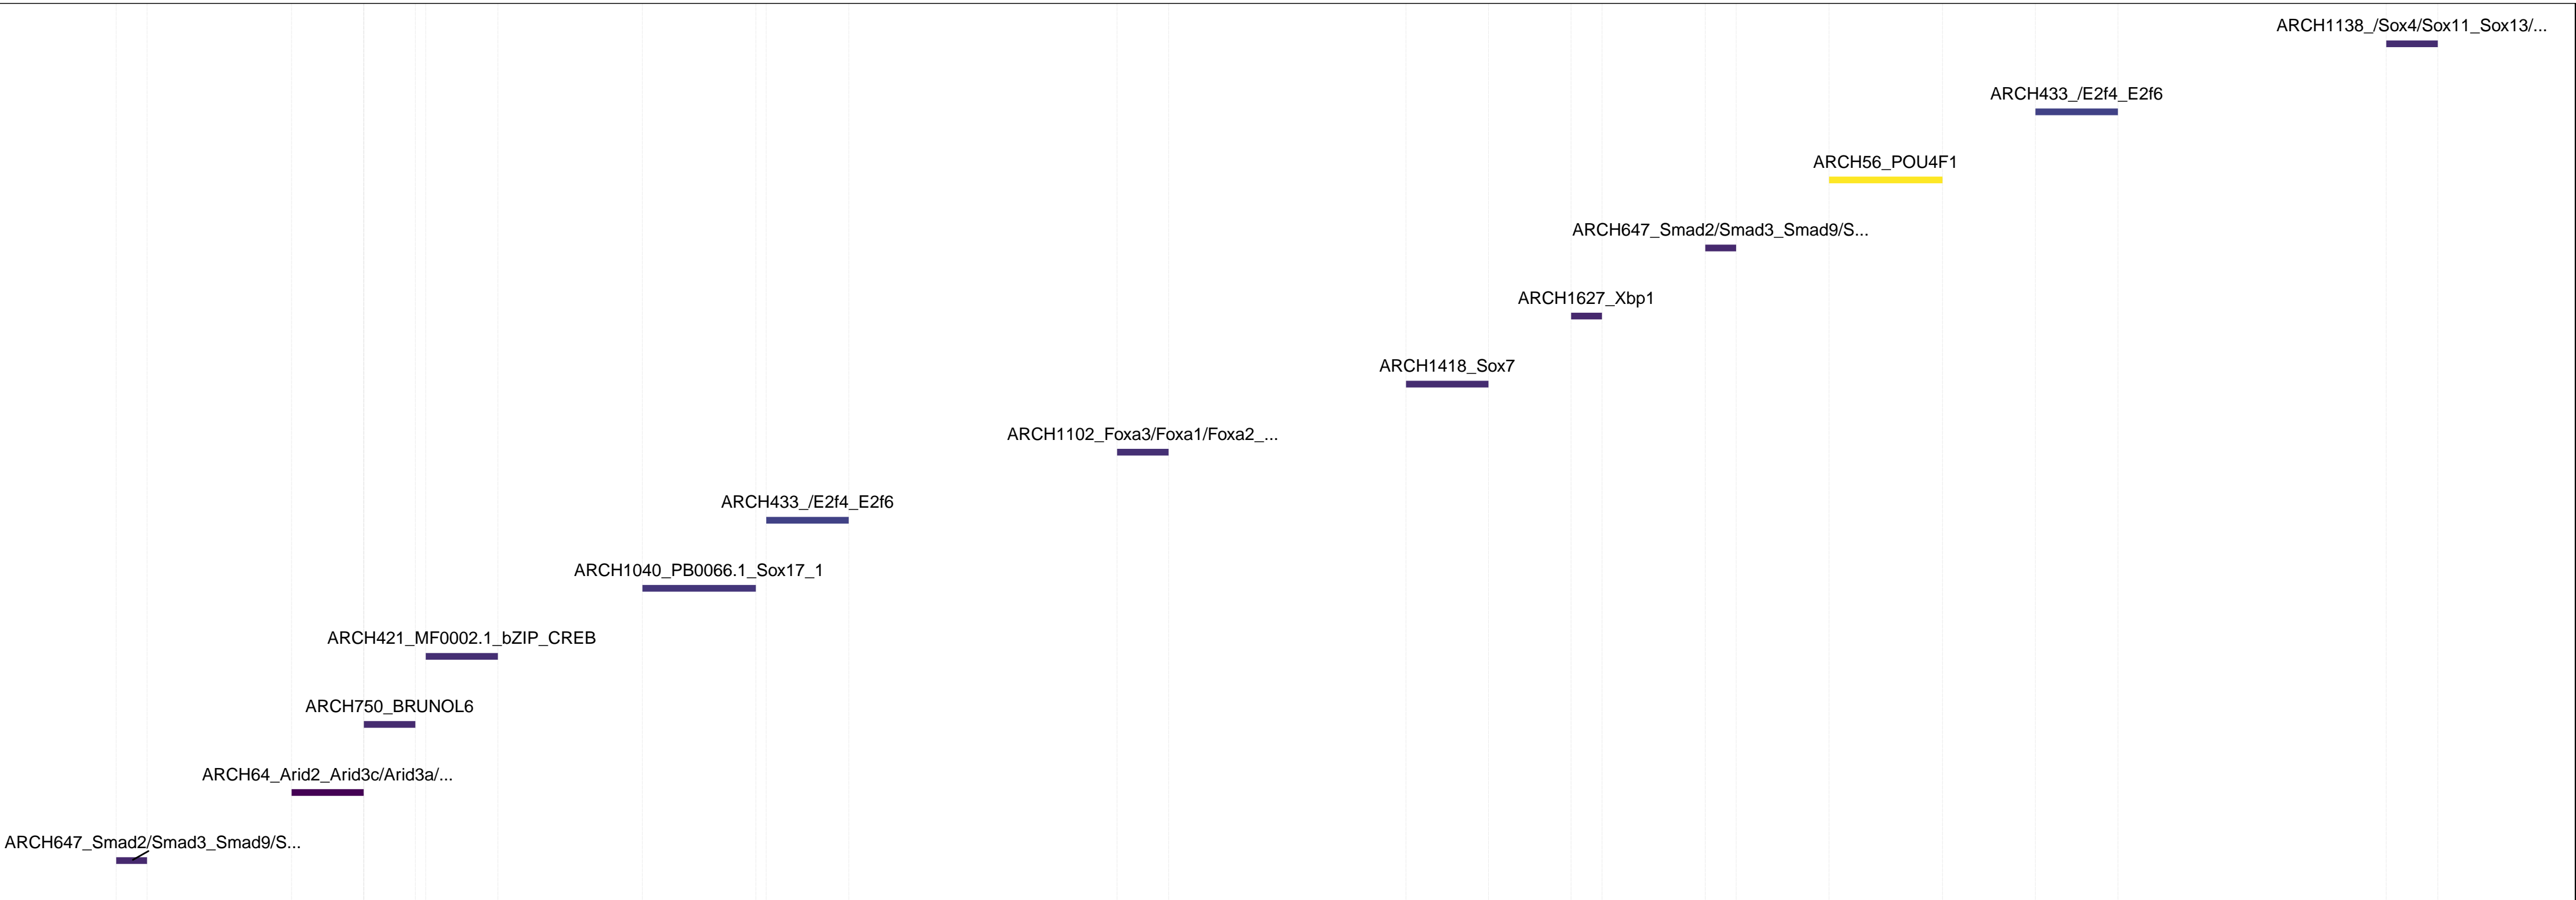 ARCH1138_/Sox4/Sox11_Sox13/...
ARCH433_/E2f4_E2f6
ARCH56_POU4F1
ARCH647_Smad2/Smad3_Smad9/S...
ARCH1627_Xbp1
ARCH1418_Sox7
ARCH1102_Foxa3/Foxa1/Foxa2_...
ARCH433_/E2f4_E2f6
ARCH1040_PB0066.1_Sox17_1
ARCH421_MF0002.1_bZIP_CREB
ARCH750_BRUNOL6
ARCH64_Arid2_Arid3c/Arid3a/...
ARCH647_Smad2/Smad3_Smad9/S...